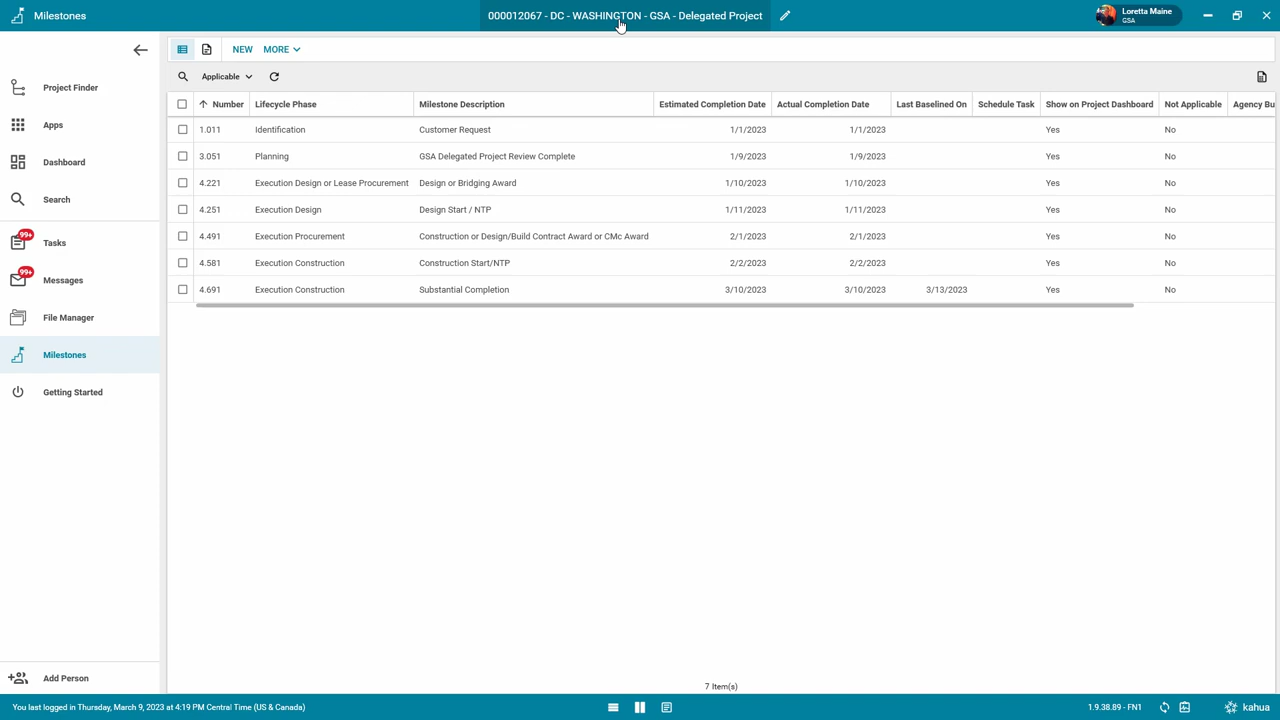 Milestones
000012067 - DC - WASHINGTON - GSA - Delegated Project
Loretta Maine
GSA
NEW MORE
Applicable
Project Finder
Apps
Dashboard
Search
99+
Tasks
99+
Messages
File Manager
Milestones
Getting Started
Add Person
Number Lifecycle Phase Milestone Description Estimated Completion Date Actual Completion Date Last Baselined On Schedule Task Show on Project Dashboard Not Applicable Agency Bu
1.011 Identification Customer Request 1/1/2023 1/1/2023 Yes No
3.051 Planning GSA Delegated Project Review Complete 1/9/2023 1/9/2023 Yes No
4.221 Execution Design or Lease Procurement Design or Bridging Award 1/10/2023 1/10/2023 Yes No
4.251 Execution Design Design Start / NTP 1/11/2023 1/11/2023 Yes No
4.491 Execution Procurement Construction or Design/Build Contract Award or CMc Award 2/1/2023 2/1/2023 Yes No
4.581 Execution Construction Construction Start/NTP 2/2/2023 2/2/2023 Yes No
4.691 Execution Construction Substantial Completion 3/10/2023 3/10/2023 3/13/2023 Yes No
7 Item(s)
You last logged in Thursday, March 9, 2023 at 4:19 PM Central Time (US & Canada)
1.9.38.89 - FN1
kahua